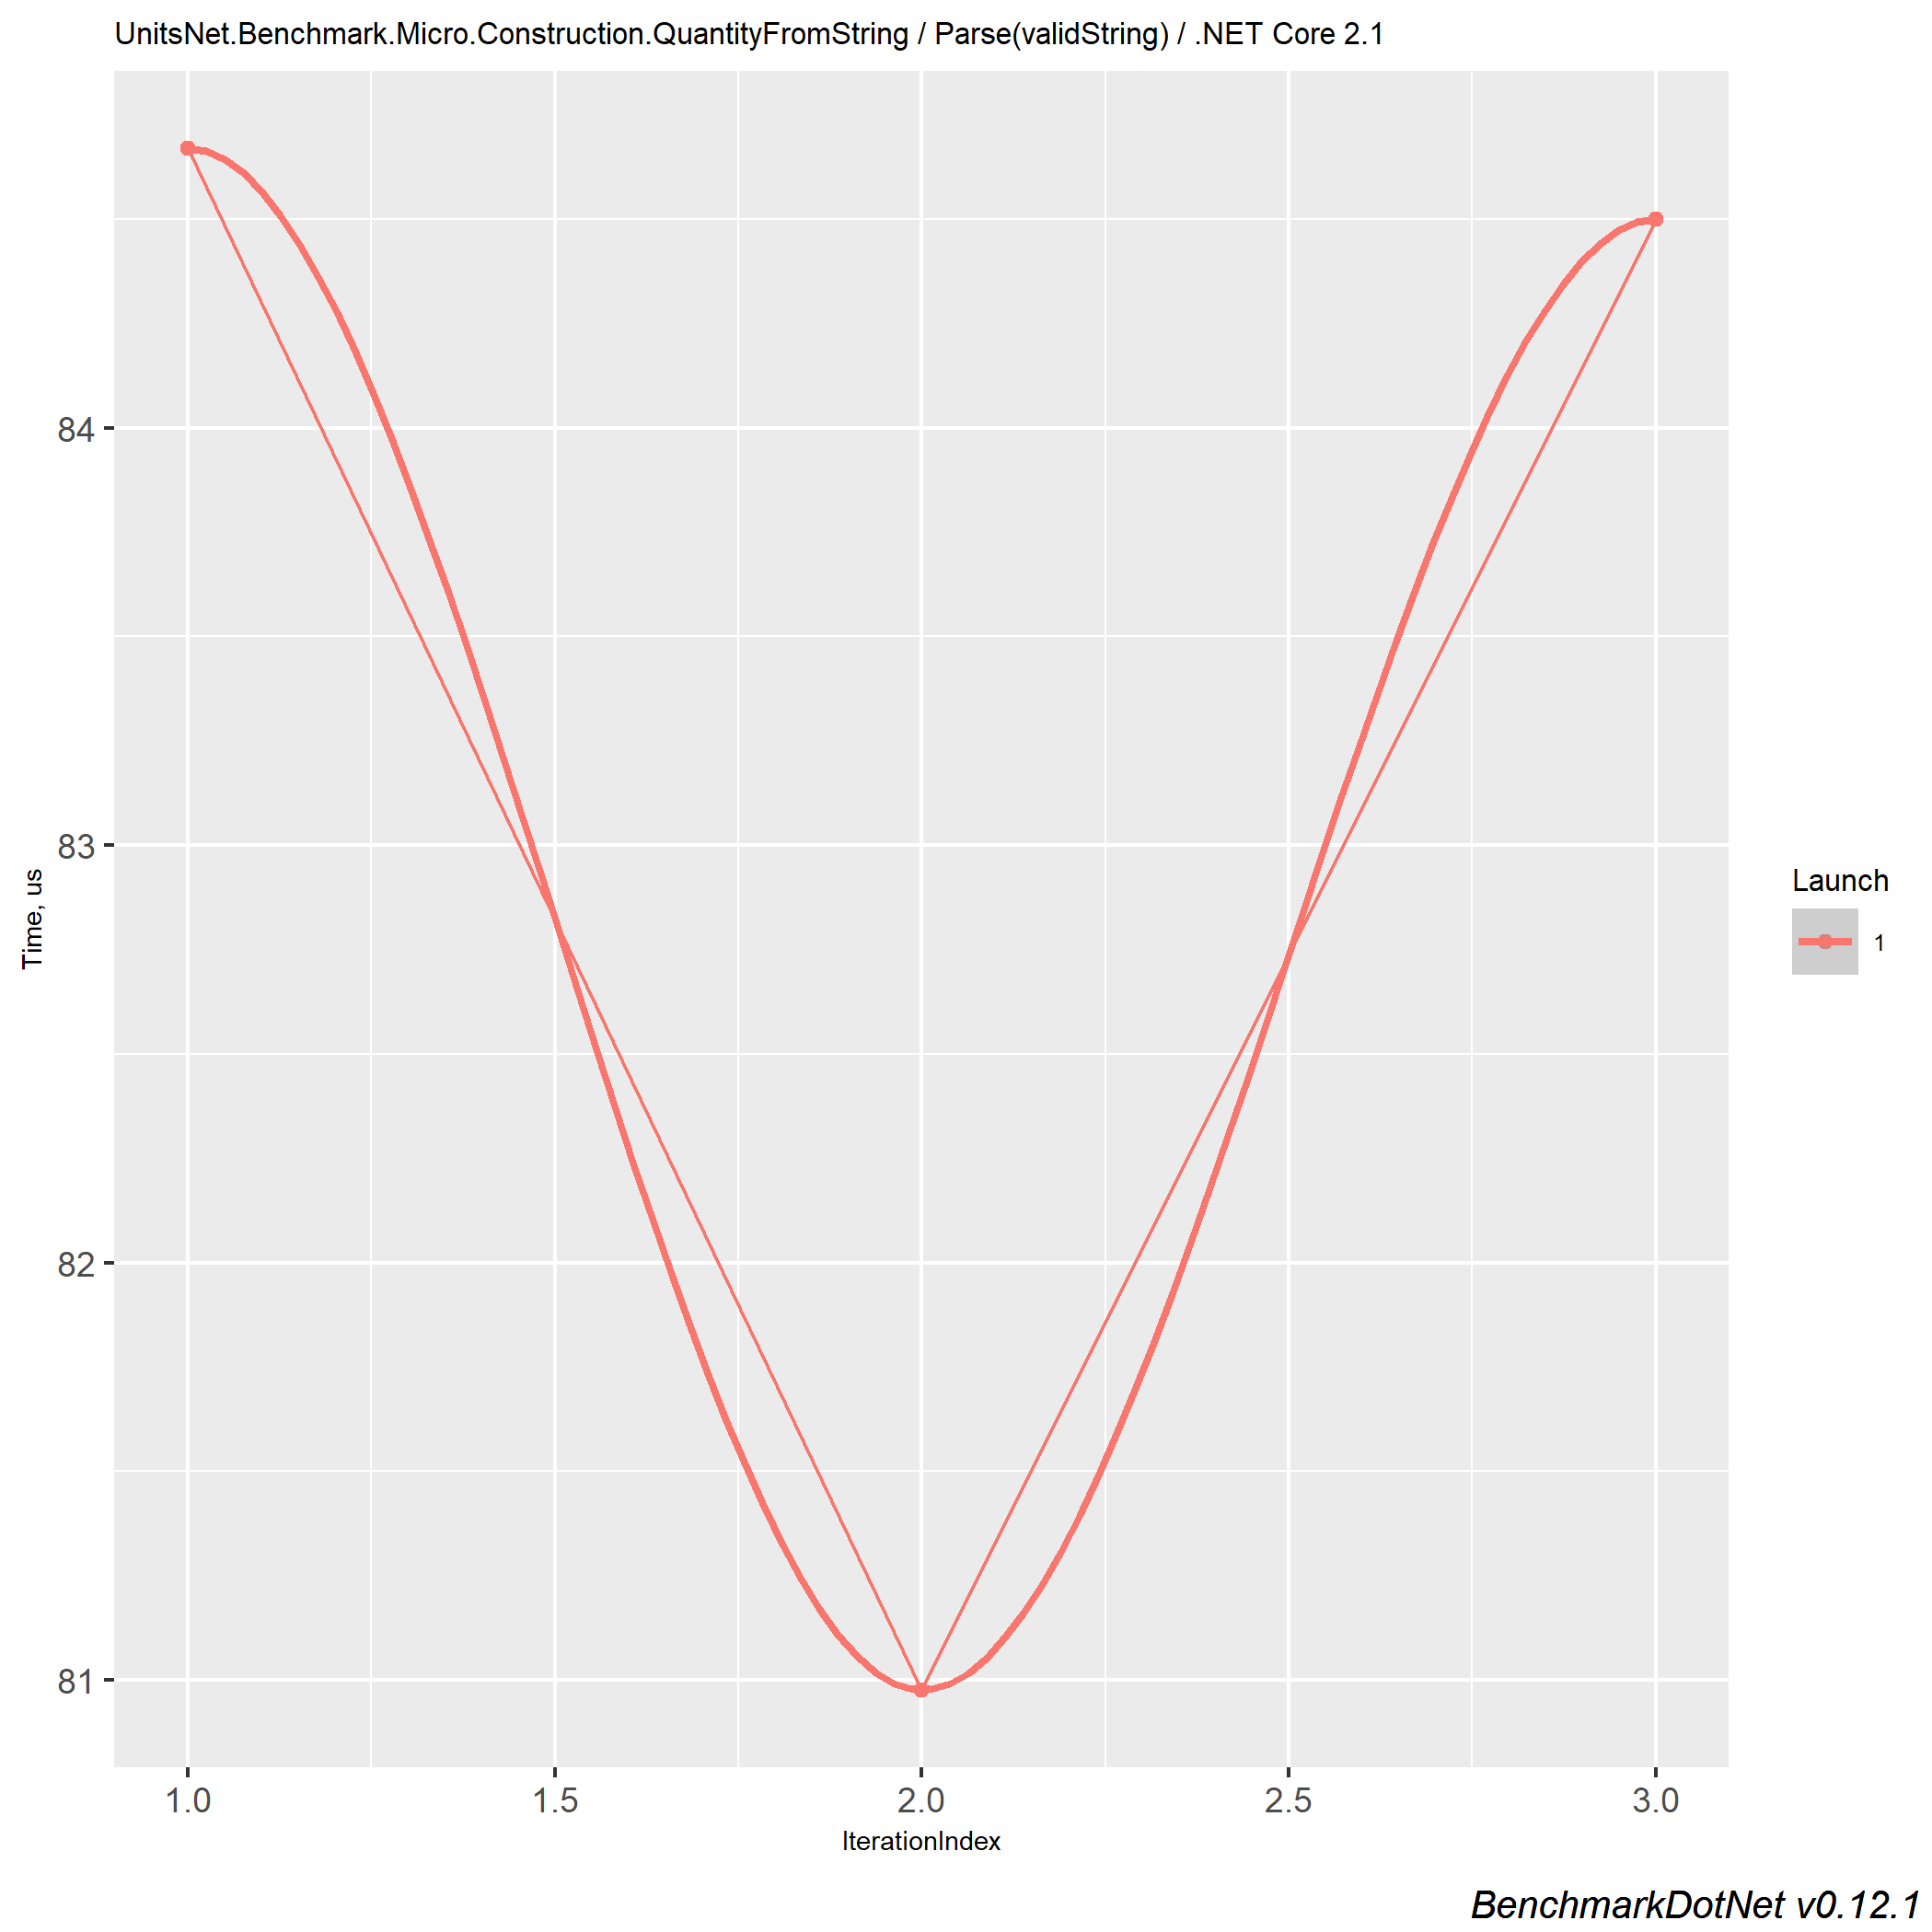 UnitsNet.Benchmark.Micro.Construction.QuantityFromString / Parse(validString) / .NET Core 2.1
84
83
82
81
Time, us
1.0 1.5 2.0 2.5 3.0
IterationIndex
Launch
1
BenchmarkDotNet v0.12.1